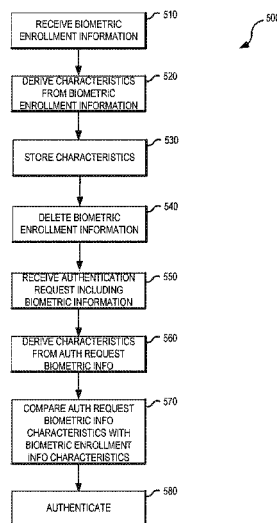 500
510
RECEIVE BIOMETRIC
ENROLLMENT INFORMATION
520
DERIVE CHARACTERISTICS
FROM BIOMETRIC
ENROLLMENT INFORMATION
530
STORE CHARACTERISTICS
540
DELETE BIOMETRIC
ENROLLMENT INFORMATION
550
RECEIVE AUTHENTICATION
REQUEST INCLUDING
BIOMETRIC INFORMATION
560
DERIVE CHARACTERISTICS
FROM AUTH REQUEST
BIOMETRIC INFO
570
COMPARE AUTH REQUEST
BIOMETRIC INFO
CHARACTERISTICS WITH
BIOMETRIC ENROLLMENT
INFO CHARACTERISTICS
580
AUTHENTICATE